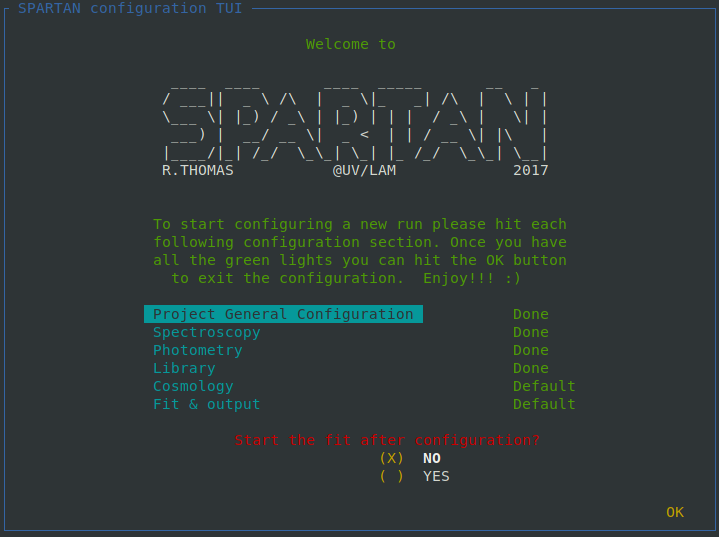 SPARTAN configuration TUI
Welcome to
SPARTAN
R.THOMAS @UV/LAM 2017
To start configuring a new run please hit each
following configuration section. Once you have
all the green lights you can hit the OK button
to exit the configuration. Enjoy!!! :)
Project General Configuration Done
Spectroscopy Done
Photometry Done
Library Done
Cosmology Default
Fit & output Default
Start the fit after configuration?
(X) NO
( ) YES
OK